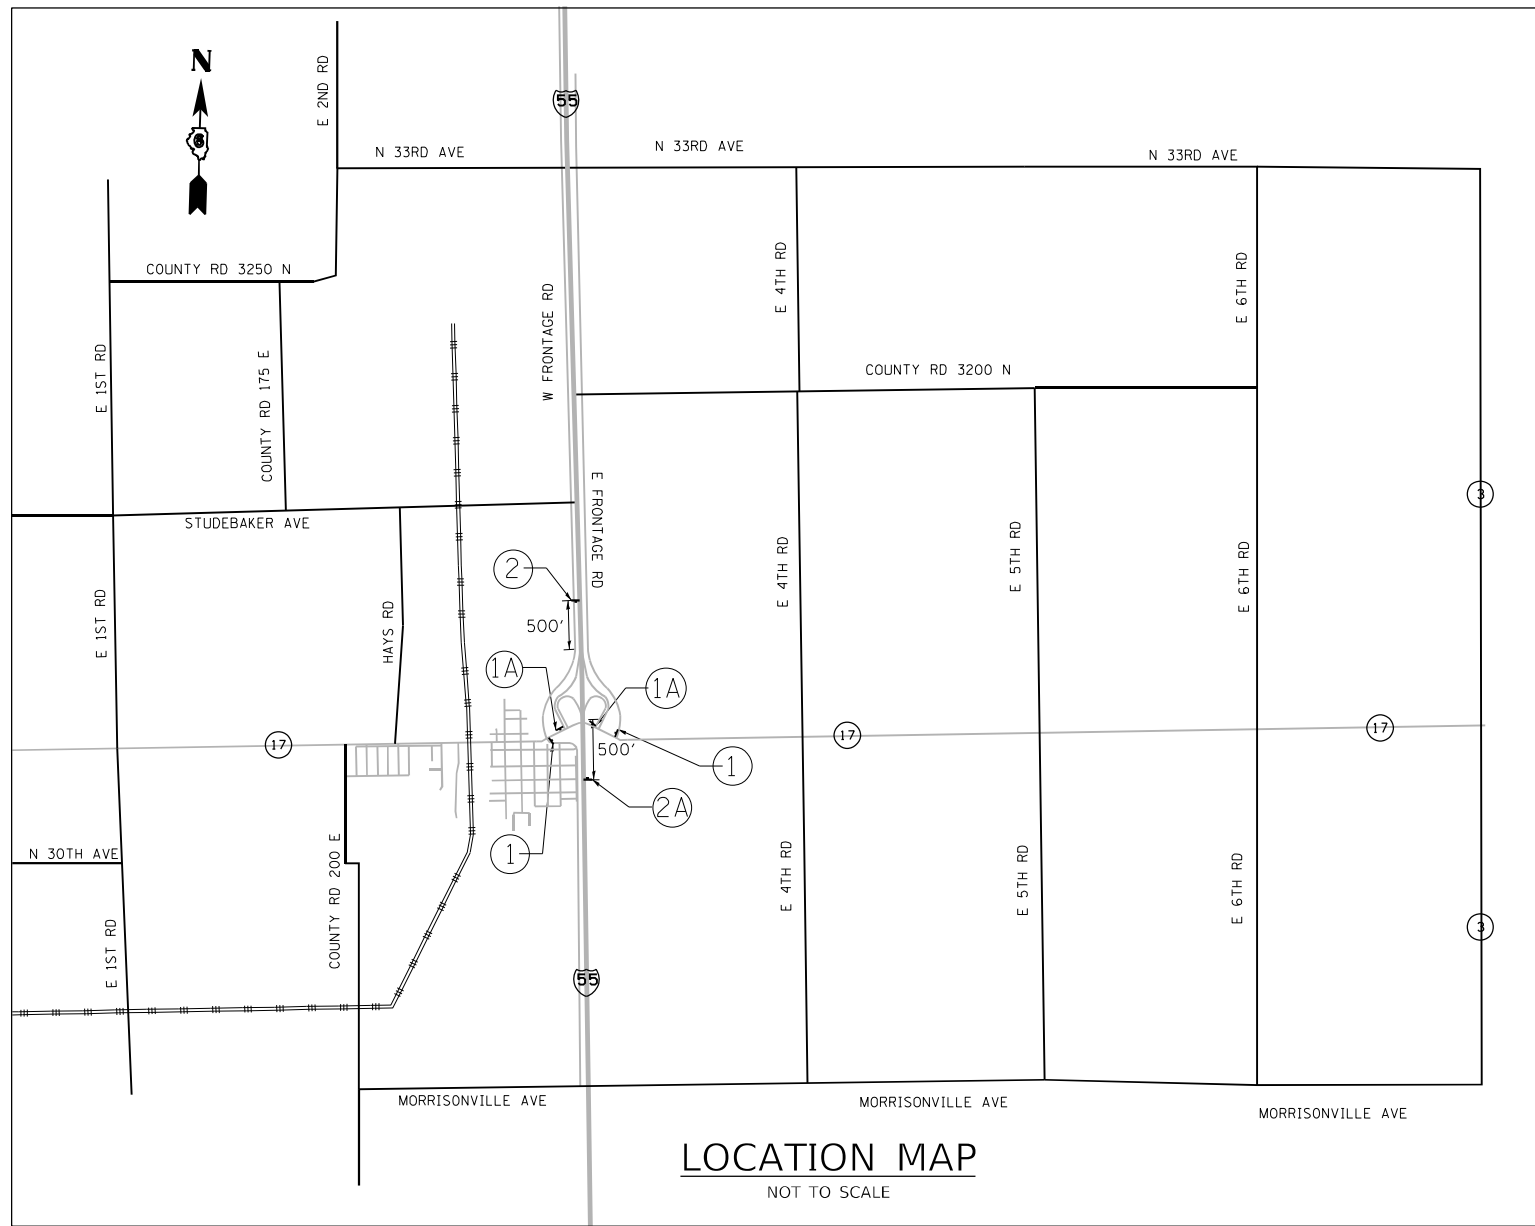 N
6
E 2ND RD
55
N 33RD AVE
N 33RD AVE
N 33RD AVE
COUNTY RD 3250 N
E 4TH RD
E 6TH RD
W FRONTAGE RD
E 1ST RD
COUNTY RD 175 E
COUNTY RD 3200 N
3
STUDEBAKER AVE
E FRONTAGE RD
2
500'
E 4TH RD
E 5TH RD
E 6TH RD
E 1ST RD
HAYS RD
1A
1A
17
17
17
500'
1
2A
1
N 30TH AVE
COUNTY RD 200 E
E 4TH RD
E 5TH RD
E 6TH RD
3
E 1ST RD
55
MORRISONVILLE AVE
MORRISONVILLE AVE
MORRISONVILLE AVE
LOCATION MAP
NOT TO SCALE